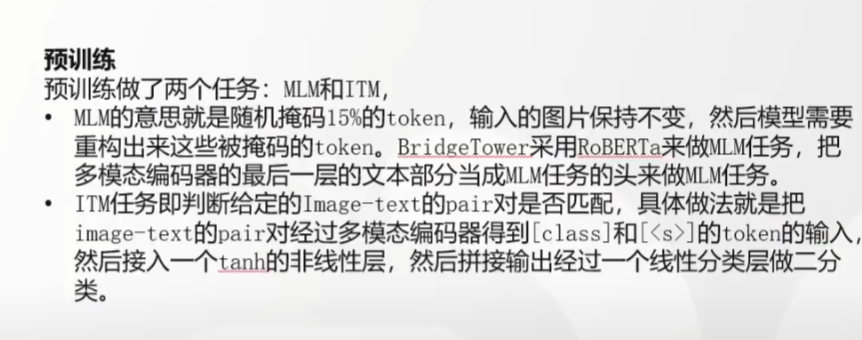 预训练
预训练做了两个任务：MLM和ITM，
• MLM的意思就是随机掩码15%的token，输入的图片保持不变，然后模型需要
重构出来这些被掩码的token。BridgeTower采用RoBERTa来做MLM任务，把
多模态编码器的最后一层的文本部分当成MLM任务的头来做MLM任务。
• ITM任务即判断给定的Image-text的pair对是否匹配，具体做法就是把
image-text的pair对经过多模态编码器得到[class]和[<s>]的token的输入，
然后接入一个tanh的非线性层，然后拼接输出经过一个线性分类层做二分
类。